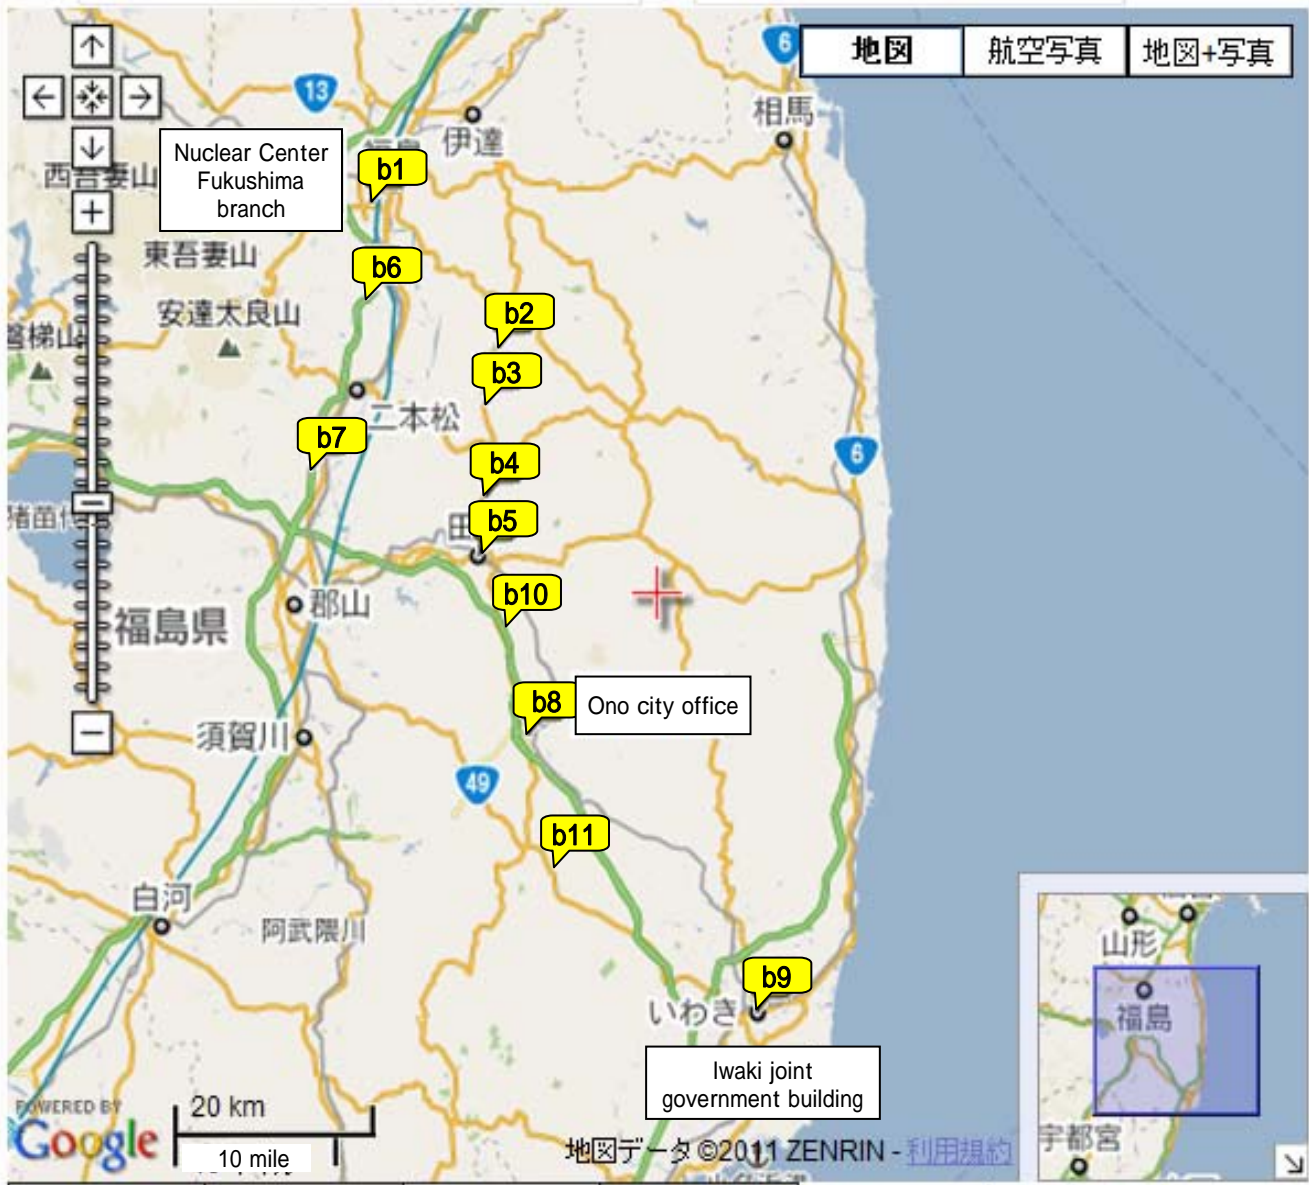 6
地図
航空写真
地図+写真
13
伊達
相馬
Nuclear Center
Fukushima
branch
b1
西吾妻山
東吾妻山
b6
安達太良山
b2
磐梯山
b3
二本松
b7
b4
6
b5
田
b10
郡山
福島県
b8
Ono city office
須賀川
49
b11
白河
阿武隈川
山形
b9
いわき
福島
Iwaki joint
government building
POWERED BY
Google
20 km
10 mile
地図データ ©2011 ZENRIN - 利用規約
宇都宮